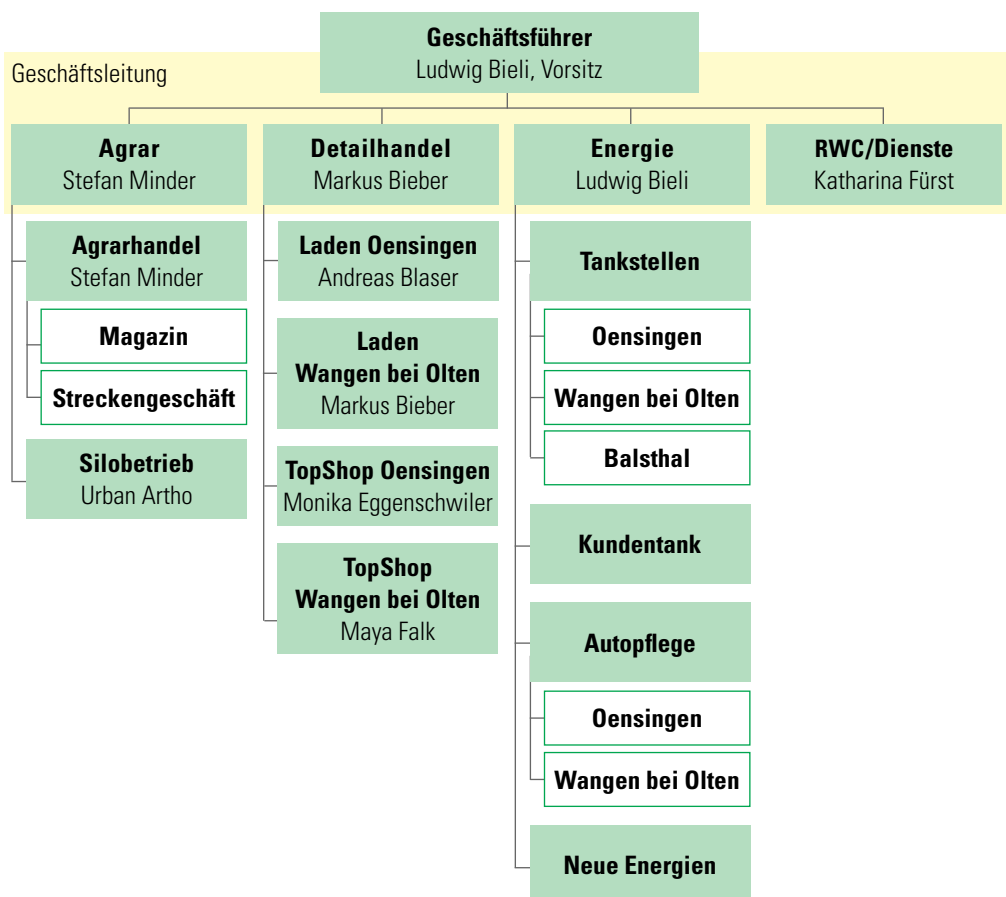 Geschäftsführer
Ludwig Bieli, Vorsitz
Geschäftsleitung
Agrar
Stefan Minder
Agrarhandel
Stefan Minder
Magazin
Streckengeschäft
Silobetrieb
Urban Artho
Detailhandel
Markus Bieber
Laden Oensingen
Andreas Blaser
Laden
Wangen bei Olten
Markus Bieber
TopShop Oensingen
Monika Eggenschwiler
TopShop
Wangen bei Olten
Maya Falk
Energie
Ludwig Bieli
Tankstellen
Oensingen
Wangen bei Olten
Balsthal
Kundentank
Autopflege
Oensingen
Wangen bei Olten
Neue Energien
RWC/Dienste
Katharina Fürst